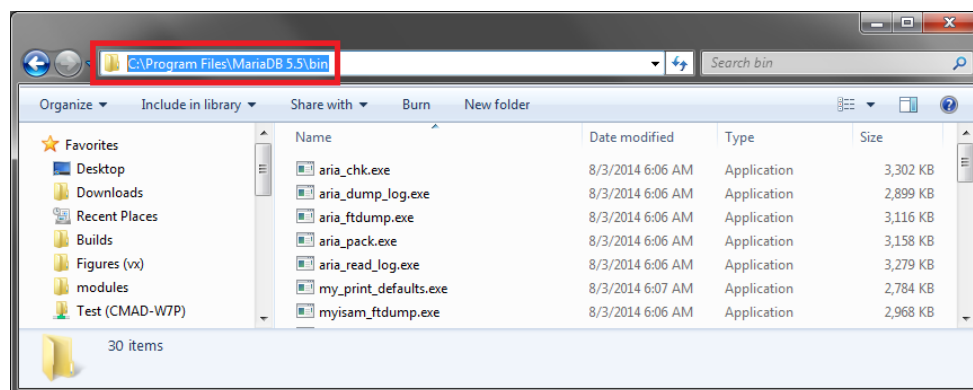 C:\Program Files\MariaDB 5.5\bin
Search bin
Organize Include in library Share with Burn New folder
Favorites
Desktop
Downloads
Recent Places
Builds
Figures (vx)
modules
Test (CMAD-W7P)
Name Date modified Type Size
aria_chk.exe 8/3/2014 6:06 AM Application 3,302 KB
aria_dump_log.exe 8/3/2014 6:06 AM Application 2,899 KB
aria_ftdump.exe 8/3/2014 6:06 AM Application 3,116 KB
aria_pack.exe 8/3/2014 6:06 AM Application 3,158 KB
aria_read_log.exe 8/3/2014 6:06 AM Application 3,279 KB
my_print_defaults.exe 8/3/2014 6:07 AM Application 2,784 KB
myisam_ftdump.exe 8/3/2014 6:06 AM Application 2,968 KB
30 items